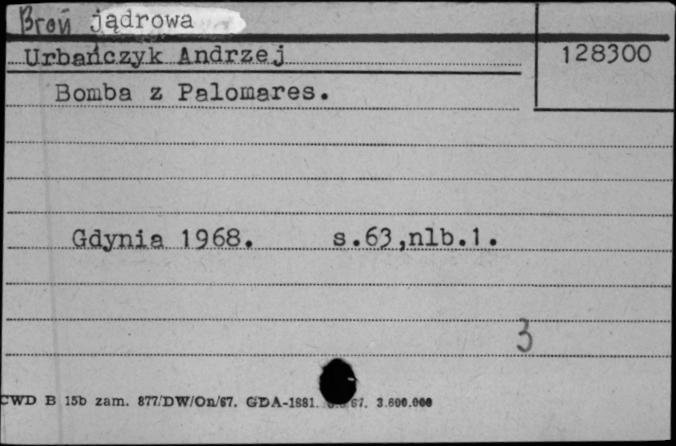 Broń jądrowa
Urbańczyk Andrzej
128300
Bomba z Palomares.
Gdynia 1968. s.63,nlb.1.
3
CWD B 15b zam. 877/DW/On/67. GDA-1881. 67. 3.600.000